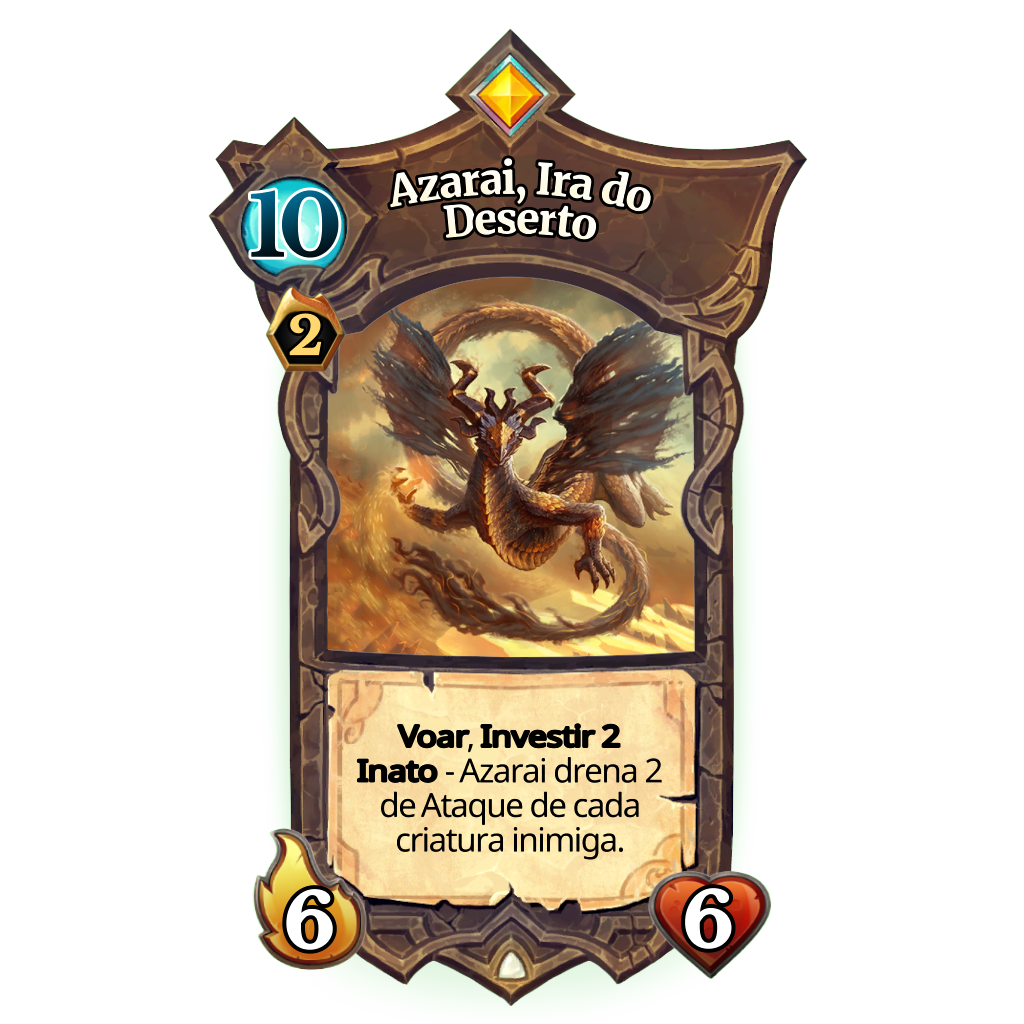 Azarai, Ira do
Deserto
10
2
Voar, Investir 2
Inato - Azarai drena 2
de Ataque de cada
criatura inimiga.
6
6